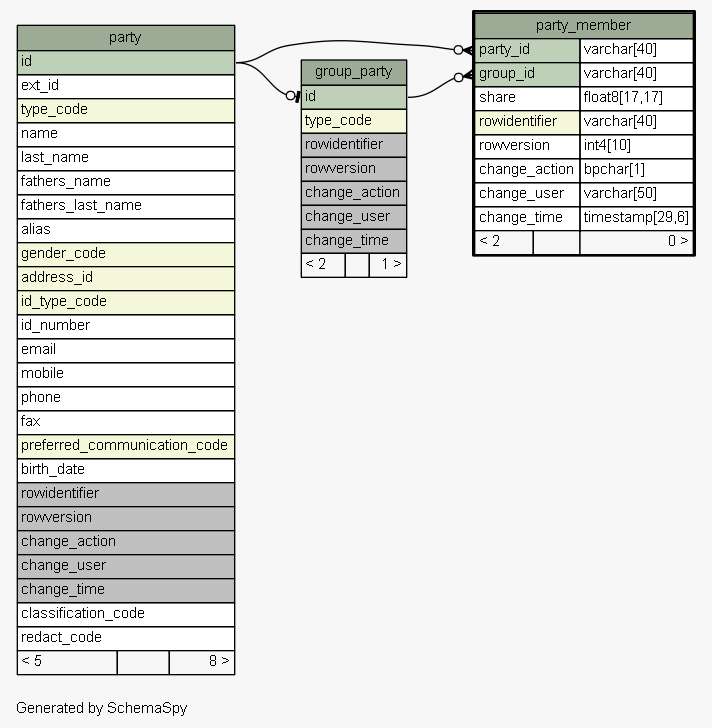 party
id
ext_id
type_code
name
last_name
fathers_name
fathers_last_name
alias
gender_code
address_id
id_type_code
id_number
email
mobile
phone
fax
preferred_communication_code
birth_date
rowidentifier
rowversion
change_action
change_user
change_time
classification_code
redact_code
< 5 8 >
group_party
id
type_code
rowidentifier
rowversion
change_action
change_user
change_time
< 2 1 >
party_member
party_id varchar[40]
group_id varchar[40]
share float8[17,17]
rowidentifier varchar[40]
rowversion int4[10]
change_action bpchar[1]
change_user varchar[50]
change_time timestamp[29,6]
< 2 0 >
Generated by SchemaSpy